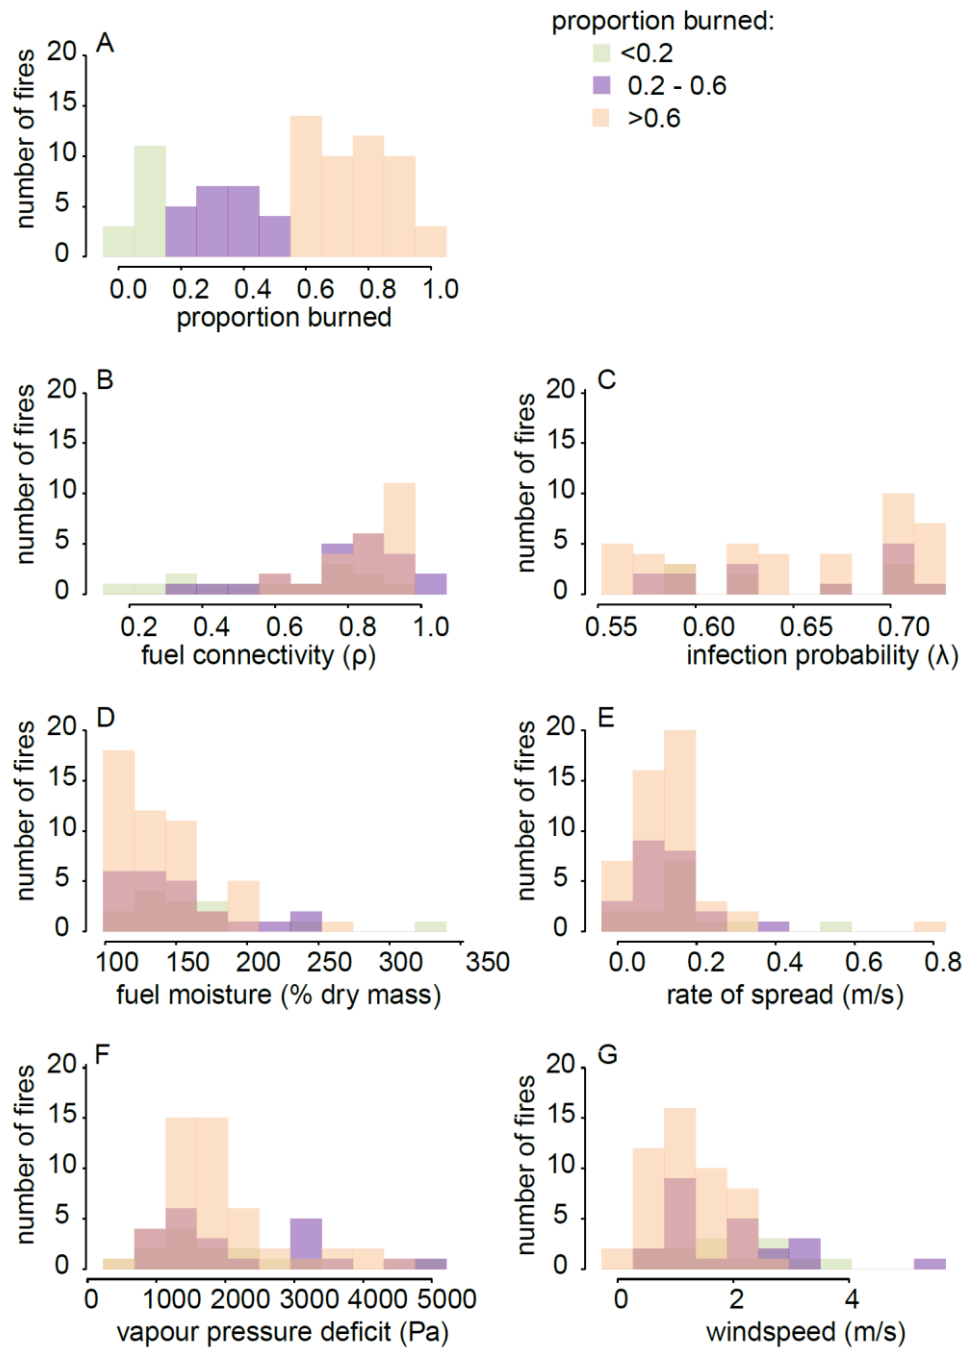 proportion burned:
<0.2
0.2 - 0.6
>0.6
A
number of fires
20
15
10
5
0
0.0 0.2 0.4 0.6 0.8 1.0
proportion burned
B
number of fires
20
15
10
5
0
0.2 0.4 0.6 0.8 1.0
fuel connectivity (ρ)
C
number of fires
20
15
10
5
0
0.55 0.60 0.65 0.70
infection probability (λ)
D
number of fires
20
15
10
5
0
100 150 200 250 300 350
fuel moisture (% dry mass)
E
number of fires
20
15
10
5
0
0.0 0.2 0.4 0.6 0.8
rate of spread (m/s)
F
number of fires
20
15
10
5
0
0 1000 2000 3000 4000 5000
vapour pressure deficit (Pa)
G
number of fires
20
15
10
5
0
0 2 4
windspeed (m/s)